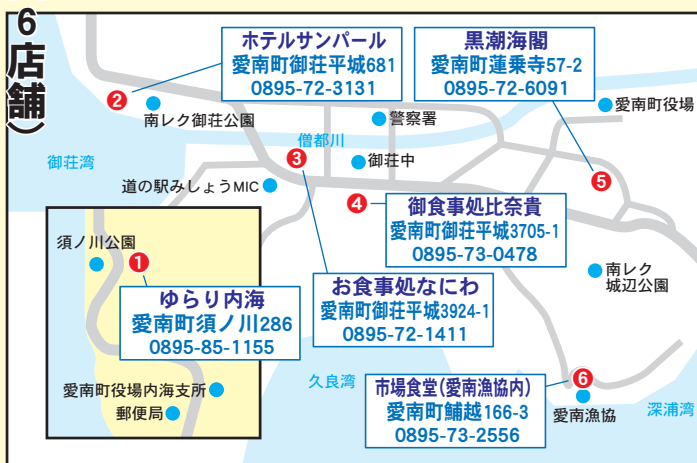 6店舗)
ホテルサンパール
愛南町御荘平城681
0895-72-3131
黒潮海閣
愛南町蓮乗寺57-2
0895-72-6091
2
南レク御荘公園
警察署
愛南町役場
僧都川
御荘湾
3
御荘中
道の駅みしょうMIC
5
4
御食事処比奈貴
愛南町御荘平城3705-1
0895-73-0478
須ノ川公園
1
ゆらり内海
愛南町須ノ川286
0895-85-1155
お食事処なにわ
愛南町御荘平城3924-1
0895-72-1411
南レク
城辺公園
久良湾
市場食堂(愛南漁協内)
愛南町鯆越166-3
0895-73-2556
6
愛南漁協
深浦湾
愛南町役場内海支所
郵便局